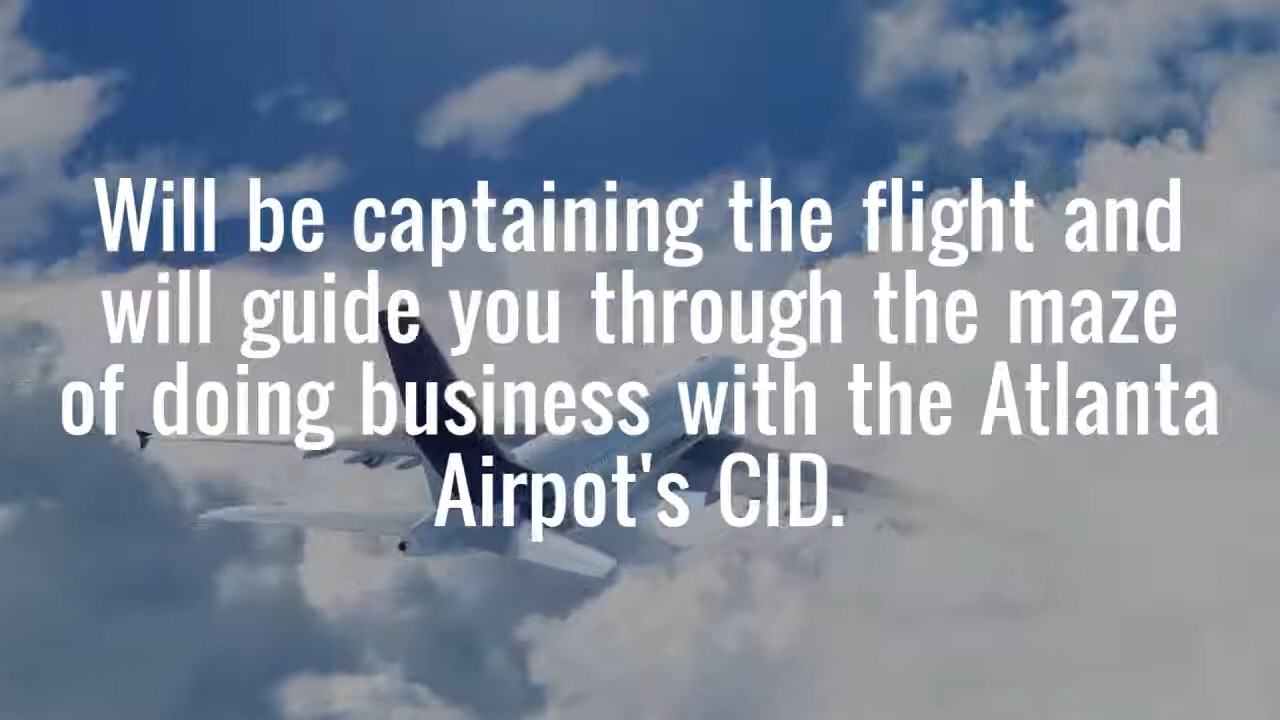 Will be captaining the flight and
will guide you through the maze
of doing business with the Atlanta
Airpot's CID.